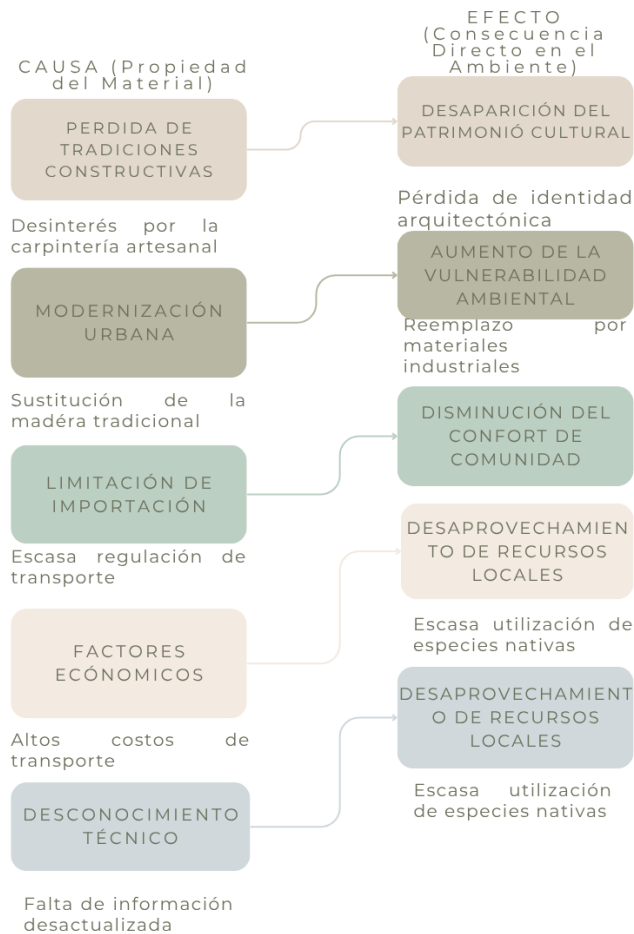 CAUSA (Propiedad
del Material)
EFECTO
(Consecuencia
Directo en el
Ambiente)
PERDIDA DE
TRADICIONES
CONSTRUCTIVAS
DESAPARICIÓN DEL
PATRIMONIÓ CULTURAL
Desinterés por la
carpintería artesanal
Pérdida de identidad
arquitectónica
MODERNIZACIÓN
URBANA
AUMENTO DE LA
VULNERABILIDAD
AMBIENTAL
Sustitución de la
madéra tradicional
Reemplazo por
materiales
industriales
LIMITACIÓN DE
IMPORTACIÓN
DISMINUCIÓN DEL
CONFORT DE
COMUNIDAD
Escasa regulación de
transporte
FACTORES
ECÓNOMICOS
DESAPROVECHAMIEN
TO DE RECURSOS
LOCALES
Altos costos de
transporte
Escasa utilización de
especies nativas
DESCONOCIMIENTO
TÉCNICO
DESAPROVECHAMIENT
O DE RECURSOS
LOCALES
Falta de información
desactualizada
Escasa utilización
de especies nativas